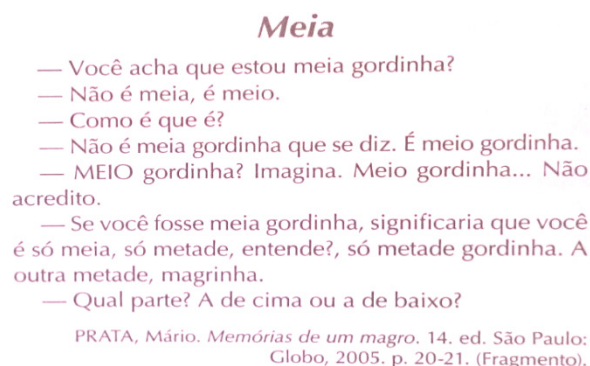 Meia
— Você acha que estou meia gordinha?
— Não é meia, é meio.
— Como é que é?
— Não é meia gordinha que se diz. É meio gordinha.
— MEIO gordinha? Imagina. Meio gordinha... Não
acredito.
— Se você fosse meia gordinha, significaria que você
é só meia, só metade, entende?, só metade gordinha. A
outra metade, magrinha.
— Qual parte? A de cima ou a de baixo?
PRATA, Mário. Memórias de um magro. 14. ed. São Paulo:
Globo, 2005. p. 20-21. (Fragmento).